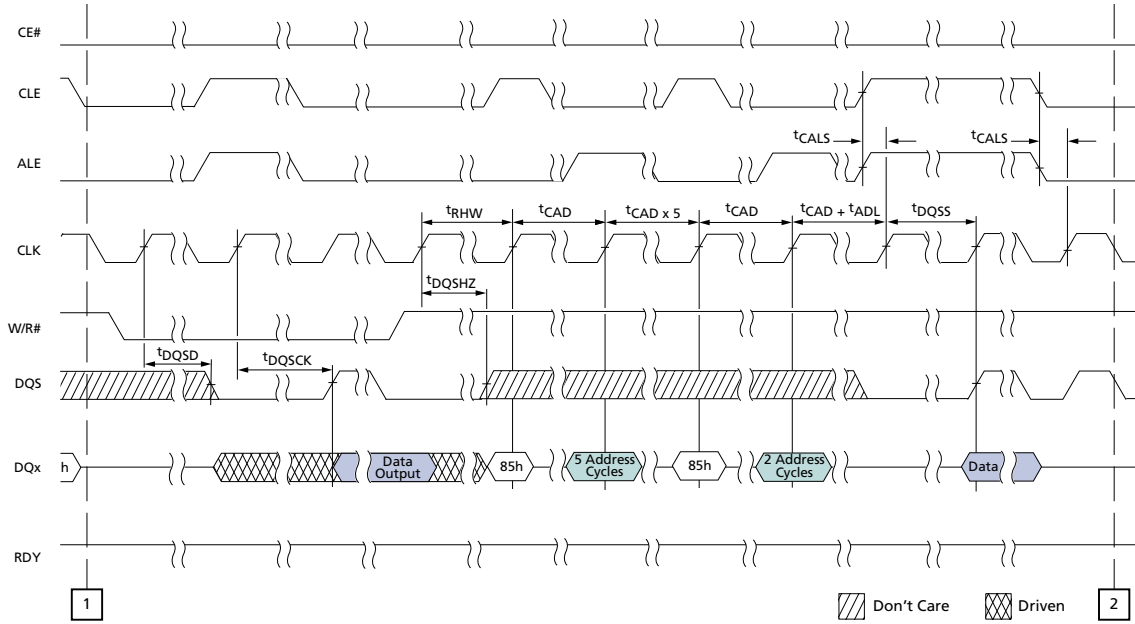 CE#
CLE
tCALS
tCALS
ALE
tRHW
tCAD
tCAD x 5
tCAD
tCAD + tADL
tDQSS
CLK
tDQSHZ
W/R#
tDQSD
tDQSCK
DQS
DQx
h
Data
Output
85h
5 Address
Cycles
85h
2 Address
Cycles
Data
RDY
1
Don't Care
Driven
2